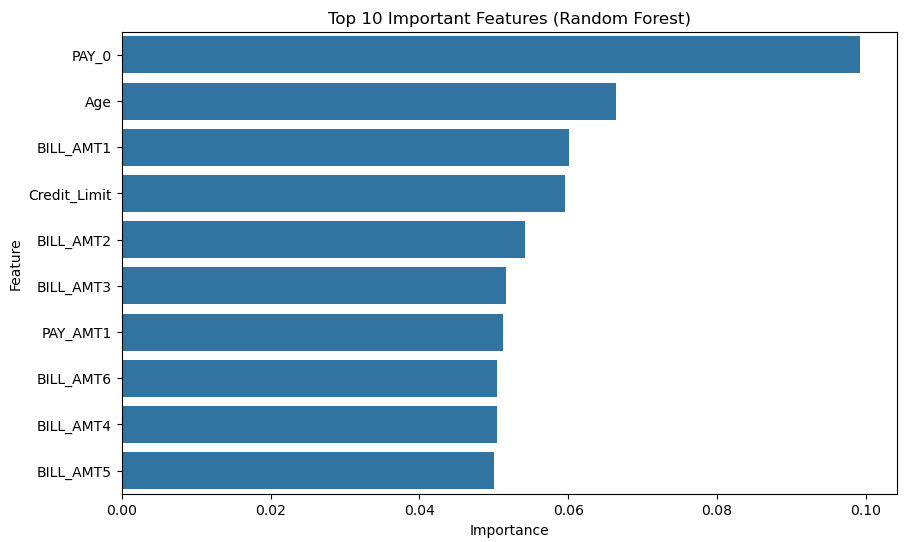 Top 10 Important Features (Random Forest)
Feature
PAY_0
Age
BILL_AMT1
Credit_Limit
BILL_AMT2
BILL_AMT3
PAY_AMT1
BILL_AMT6
BILL_AMT4
BILL_AMT5
0.00 0.02 0.04 0.06 0.08 0.10
Importance